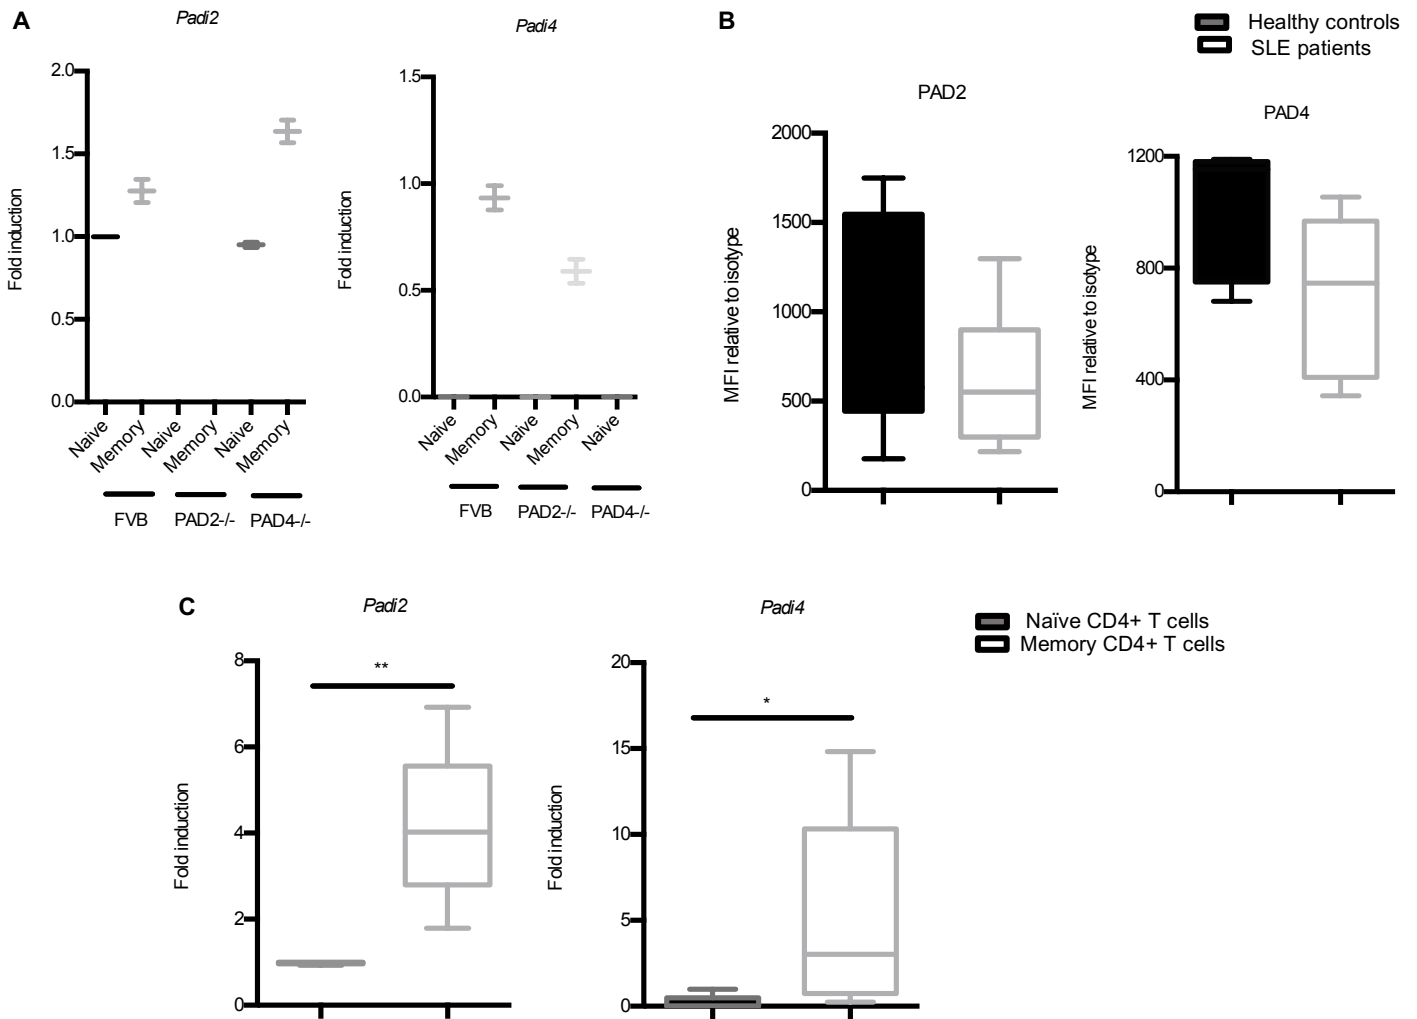 A
Padi2
Fold induction
2.0
1.5
1.0
0.5
0.0
Naive
Memory
Naive
Memory
Naive
Memory
FVB
PAD2-/-
PAD4-/-
Padi4
Fold induction
1.5
1.0
0.5
0.0
Naive
Memory
Naive
Memory
Naive
FVB
PAD2-/-
PAD4-/-
B
Healthy controls
SLE patients
PAD2
MFI relative to isotype
2000
1500
1000
500
0
PAD4
MFI relative to isotype
1200
800
400
0
C
Padi2
Fold induction
8
6
4
2
0
**
Padi4
Fold induction
20
15
10
5
0
*
Naïve CD4+ T cells
Memory CD4+ T cells